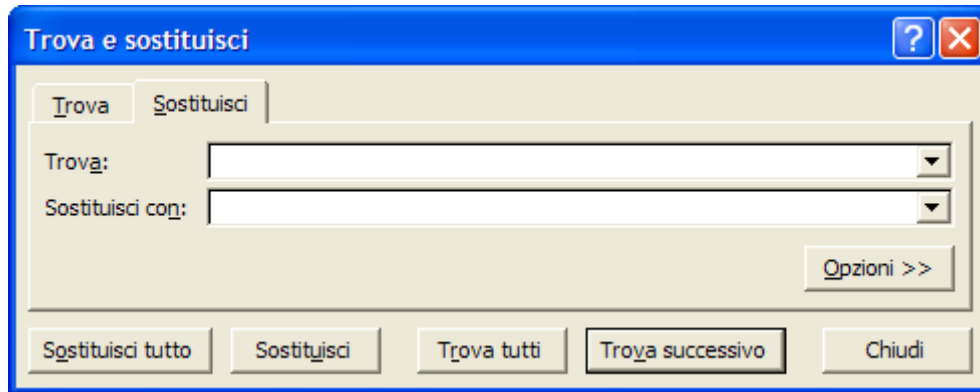 Trova e sostituisci
Trova Sostituisci
Trova:
Sostituisci con:
Opzioni >>
Sostituisci tutto Sostituisci Trova tutti Trova successivo Chiudi